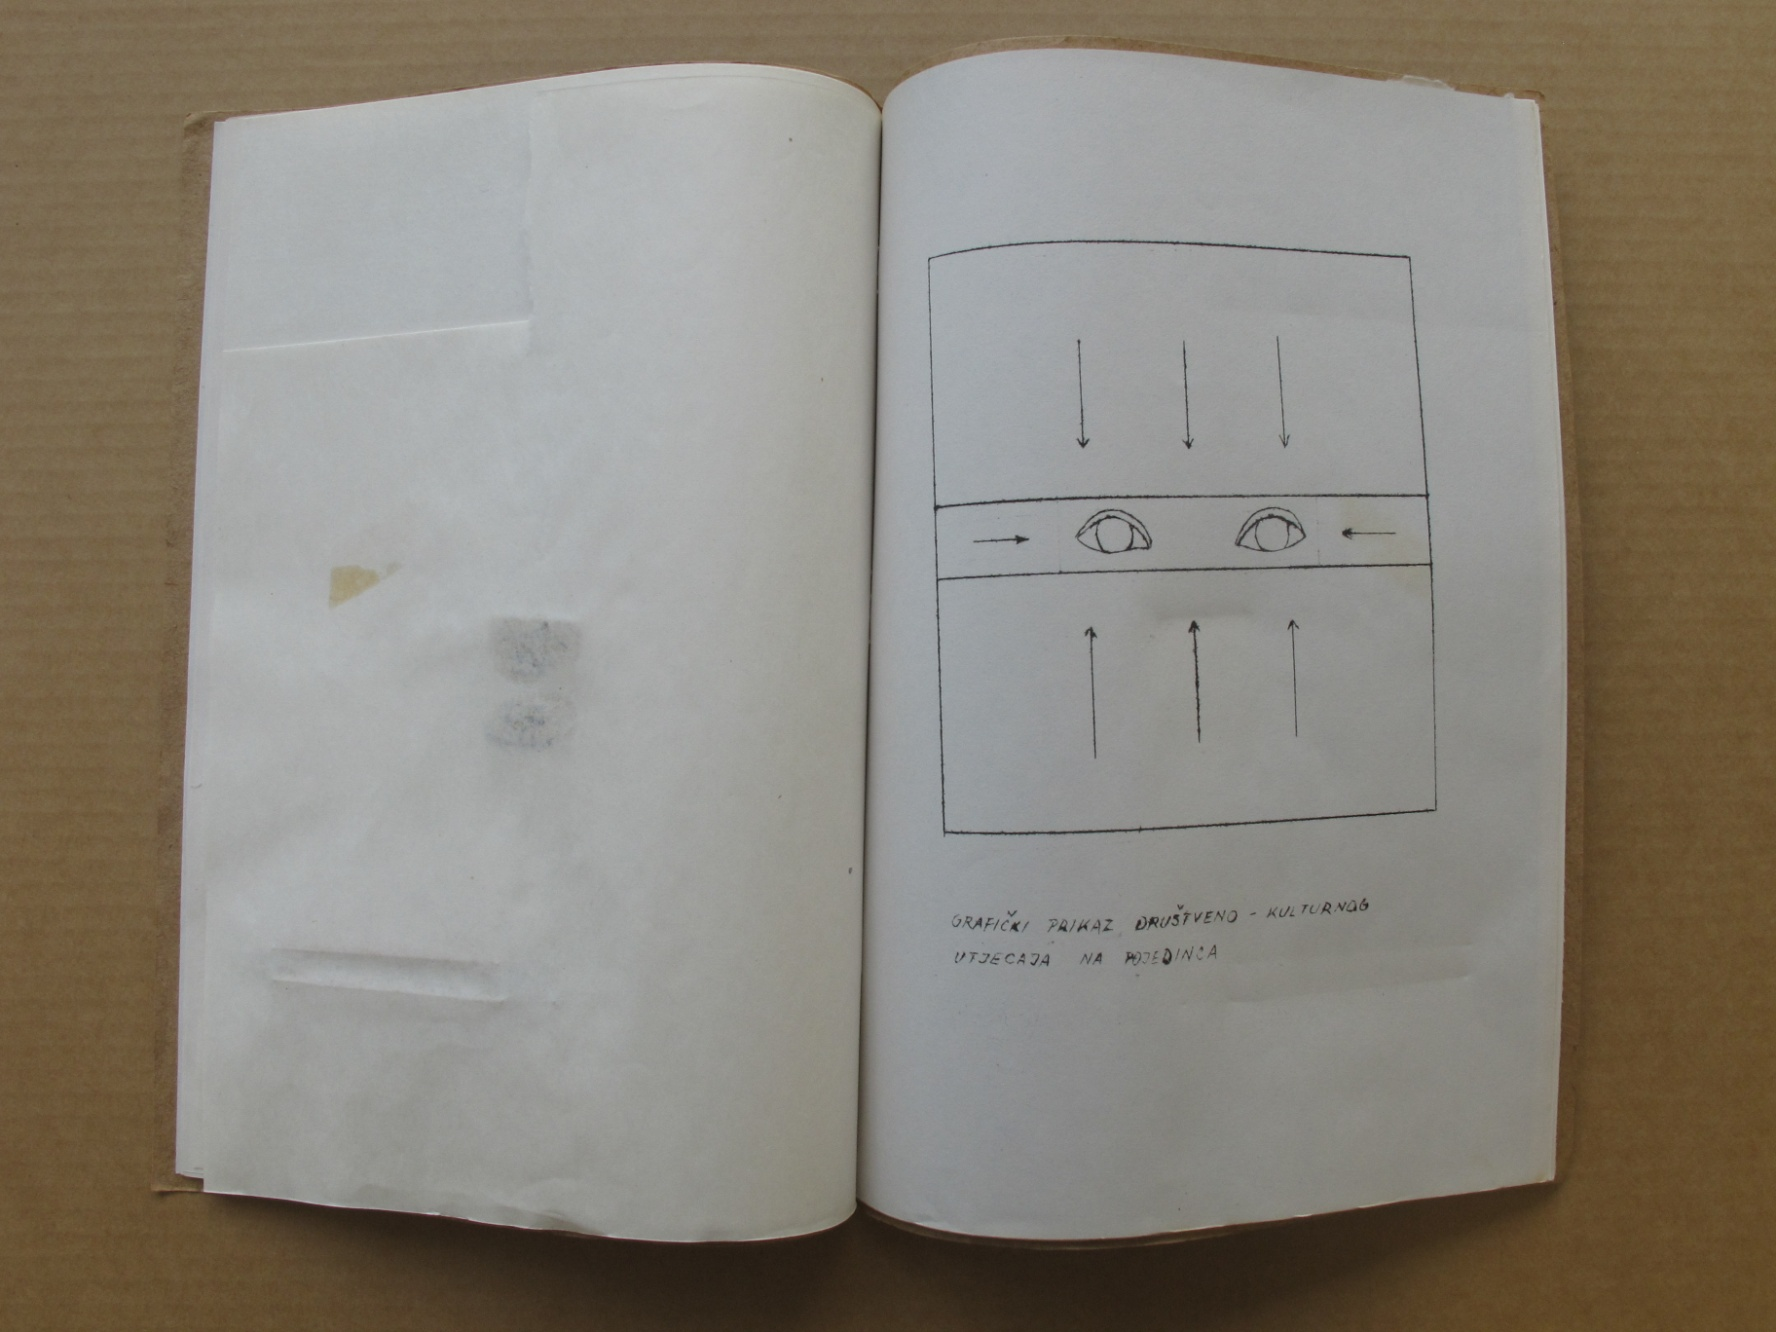 GRAFIČKI PRIKAZ DRUŠTVENO - KULTURNOG
UTJECAJA NA POJEDINCA